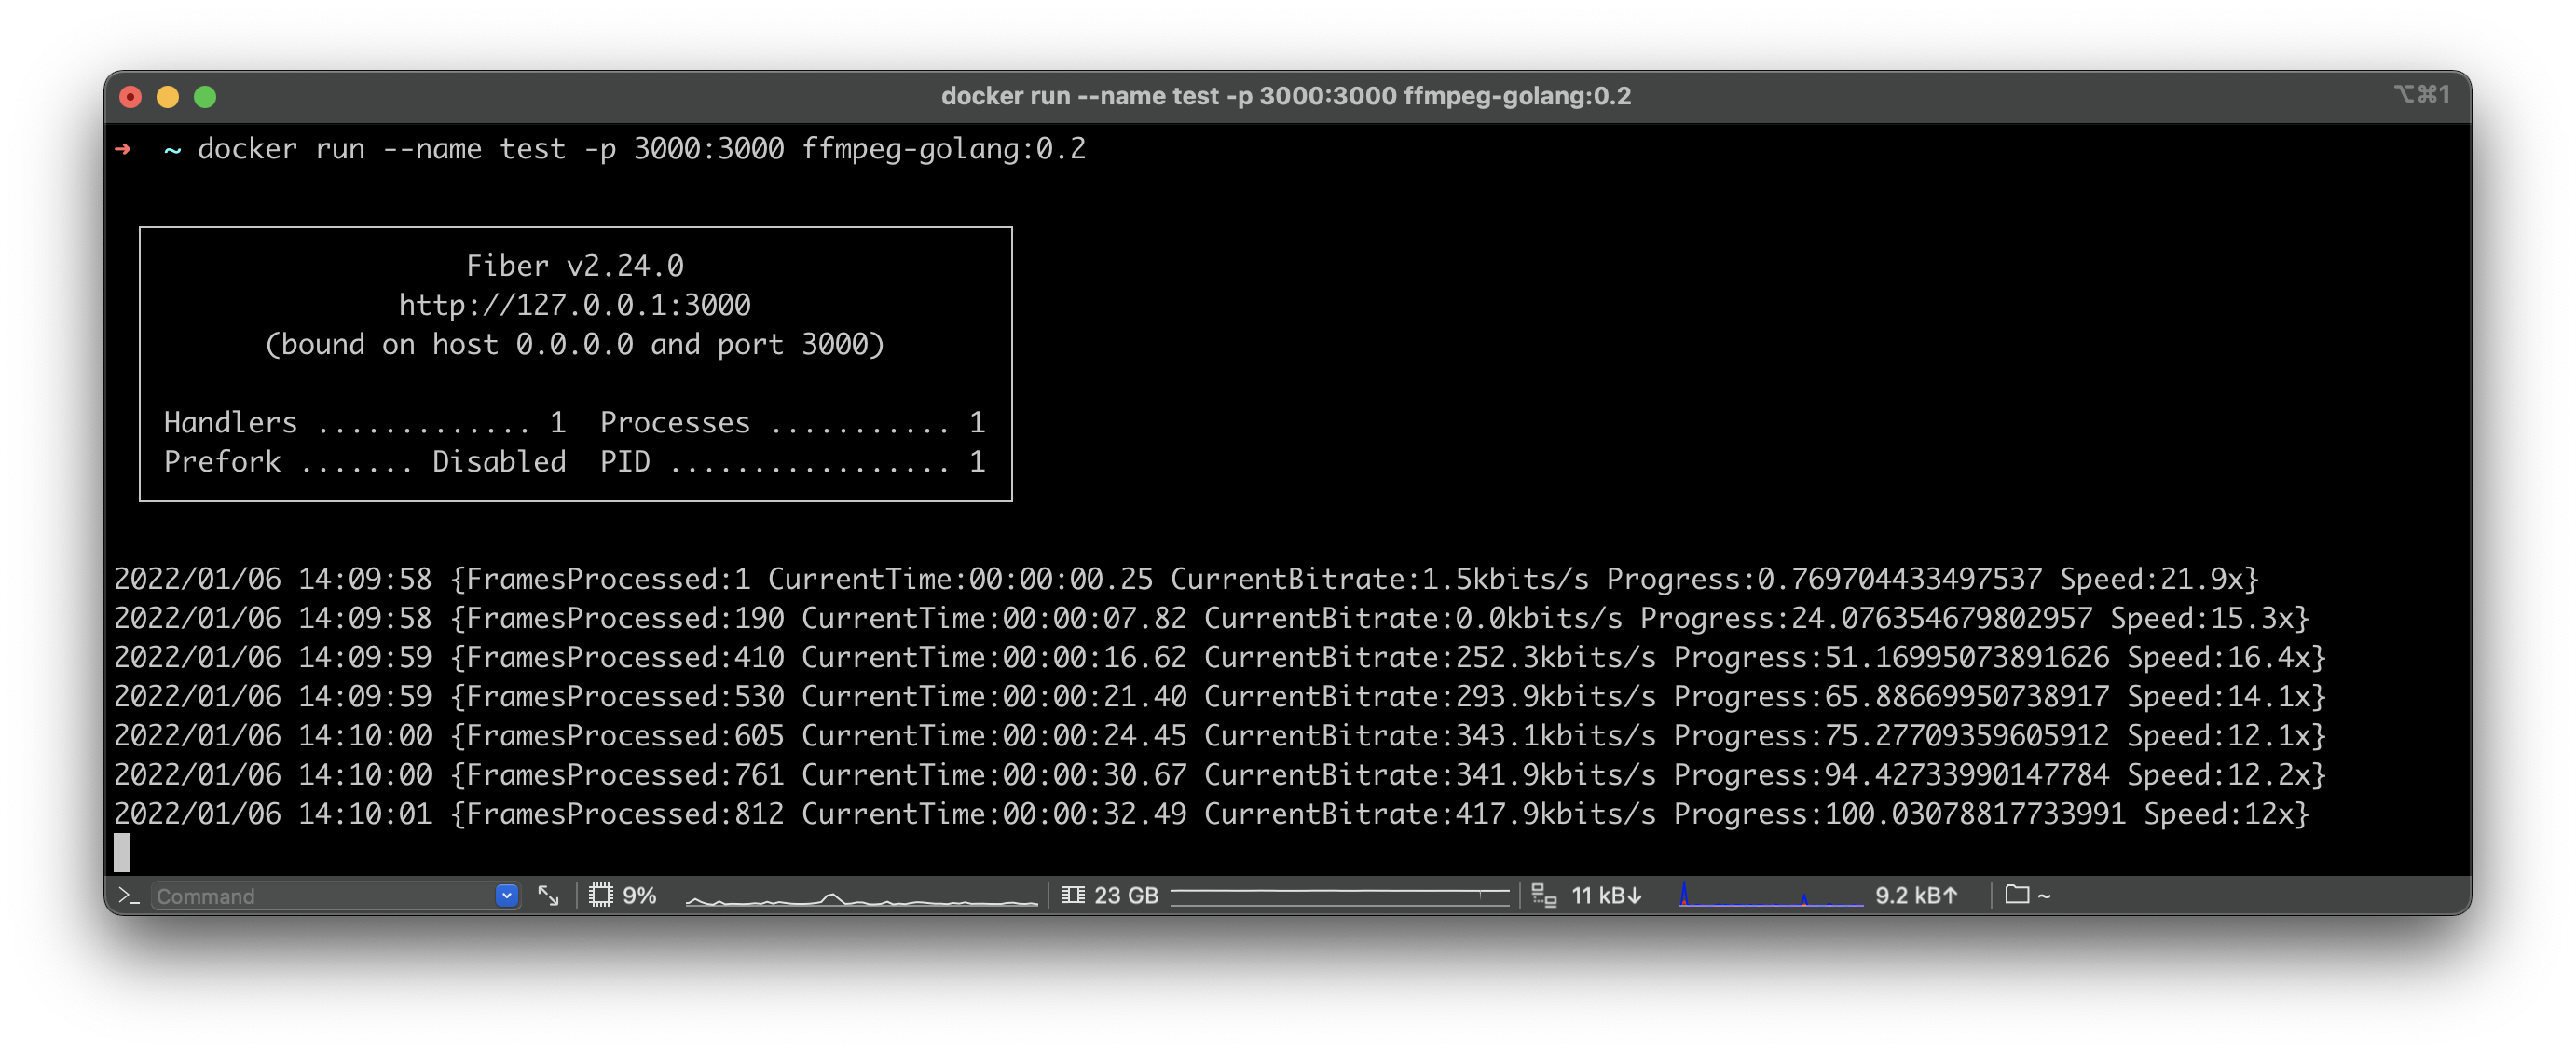 docker run --name test -p 3000:3000 ffmpeg-golang:0.2
⌥⌘1
➜ ~ docker run --name test -p 3000:3000 ffmpeg-golang:0.2
Fiber v2.24.0
http://127.0.0.1:3000
(bound on host 0.0.0.0 and port 3000)
Handlers ............. 1 Processes ........... 1
Prefork ....... Disabled PID ................. 1
2022/01/06 14:09:58 {FramesProcessed:1 CurrentTime:00:00:00.25 CurrentBitrate:1.5kbits/s Progress:0.769704433497537 Speed:21.9x}
2022/01/06 14:09:58 {FramesProcessed:190 CurrentTime:00:00:07.82 CurrentBitrate:0.0kbits/s Progress:24.076354679802957 Speed:15.3x}
2022/01/06 14:09:59 {FramesProcessed:410 CurrentTime:00:00:16.62 CurrentBitrate:252.3kbits/s Progress:51.16995073891626 Speed:16.4x}
2022/01/06 14:09:59 {FramesProcessed:530 CurrentTime:00:00:21.40 CurrentBitrate:293.9kbits/s Progress:65.88669950738917 Speed:14.1x}
2022/01/06 14:10:00 {FramesProcessed:605 CurrentTime:00:00:24.45 CurrentBitrate:343.1kbits/s Progress:75.27709359605912 Speed:12.1x}
2022/01/06 14:10:00 {FramesProcessed:761 CurrentTime:00:00:30.67 CurrentBitrate:341.9kbits/s Progress:94.42733990147784 Speed:12.2x}
2022/01/06 14:10:01 {FramesProcessed:812 CurrentTime:00:00:32.49 CurrentBitrate:417.9kbits/s Progress:100.03078817733991 Speed:12x}
Command 9% 23 GB 11 kB↓ 9.2 kB↑ ~